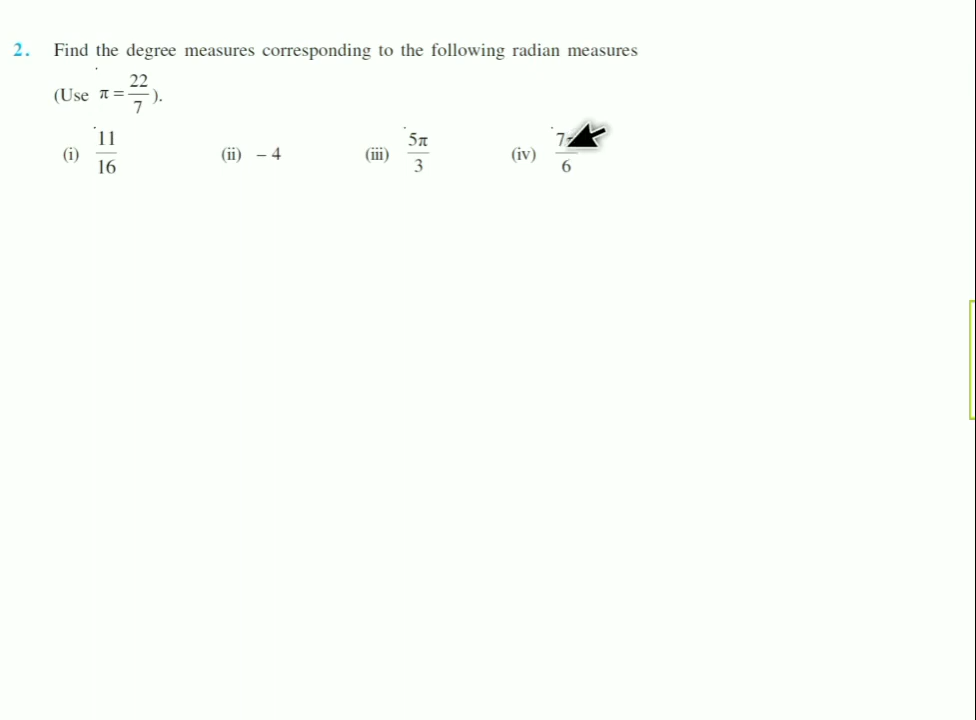 2. Find the degree measures corresponding to the following radian measures
(Use π = 22/7).
(i) 11/16 (ii) – 4 (iii) 5π/3 (iv) 7/6